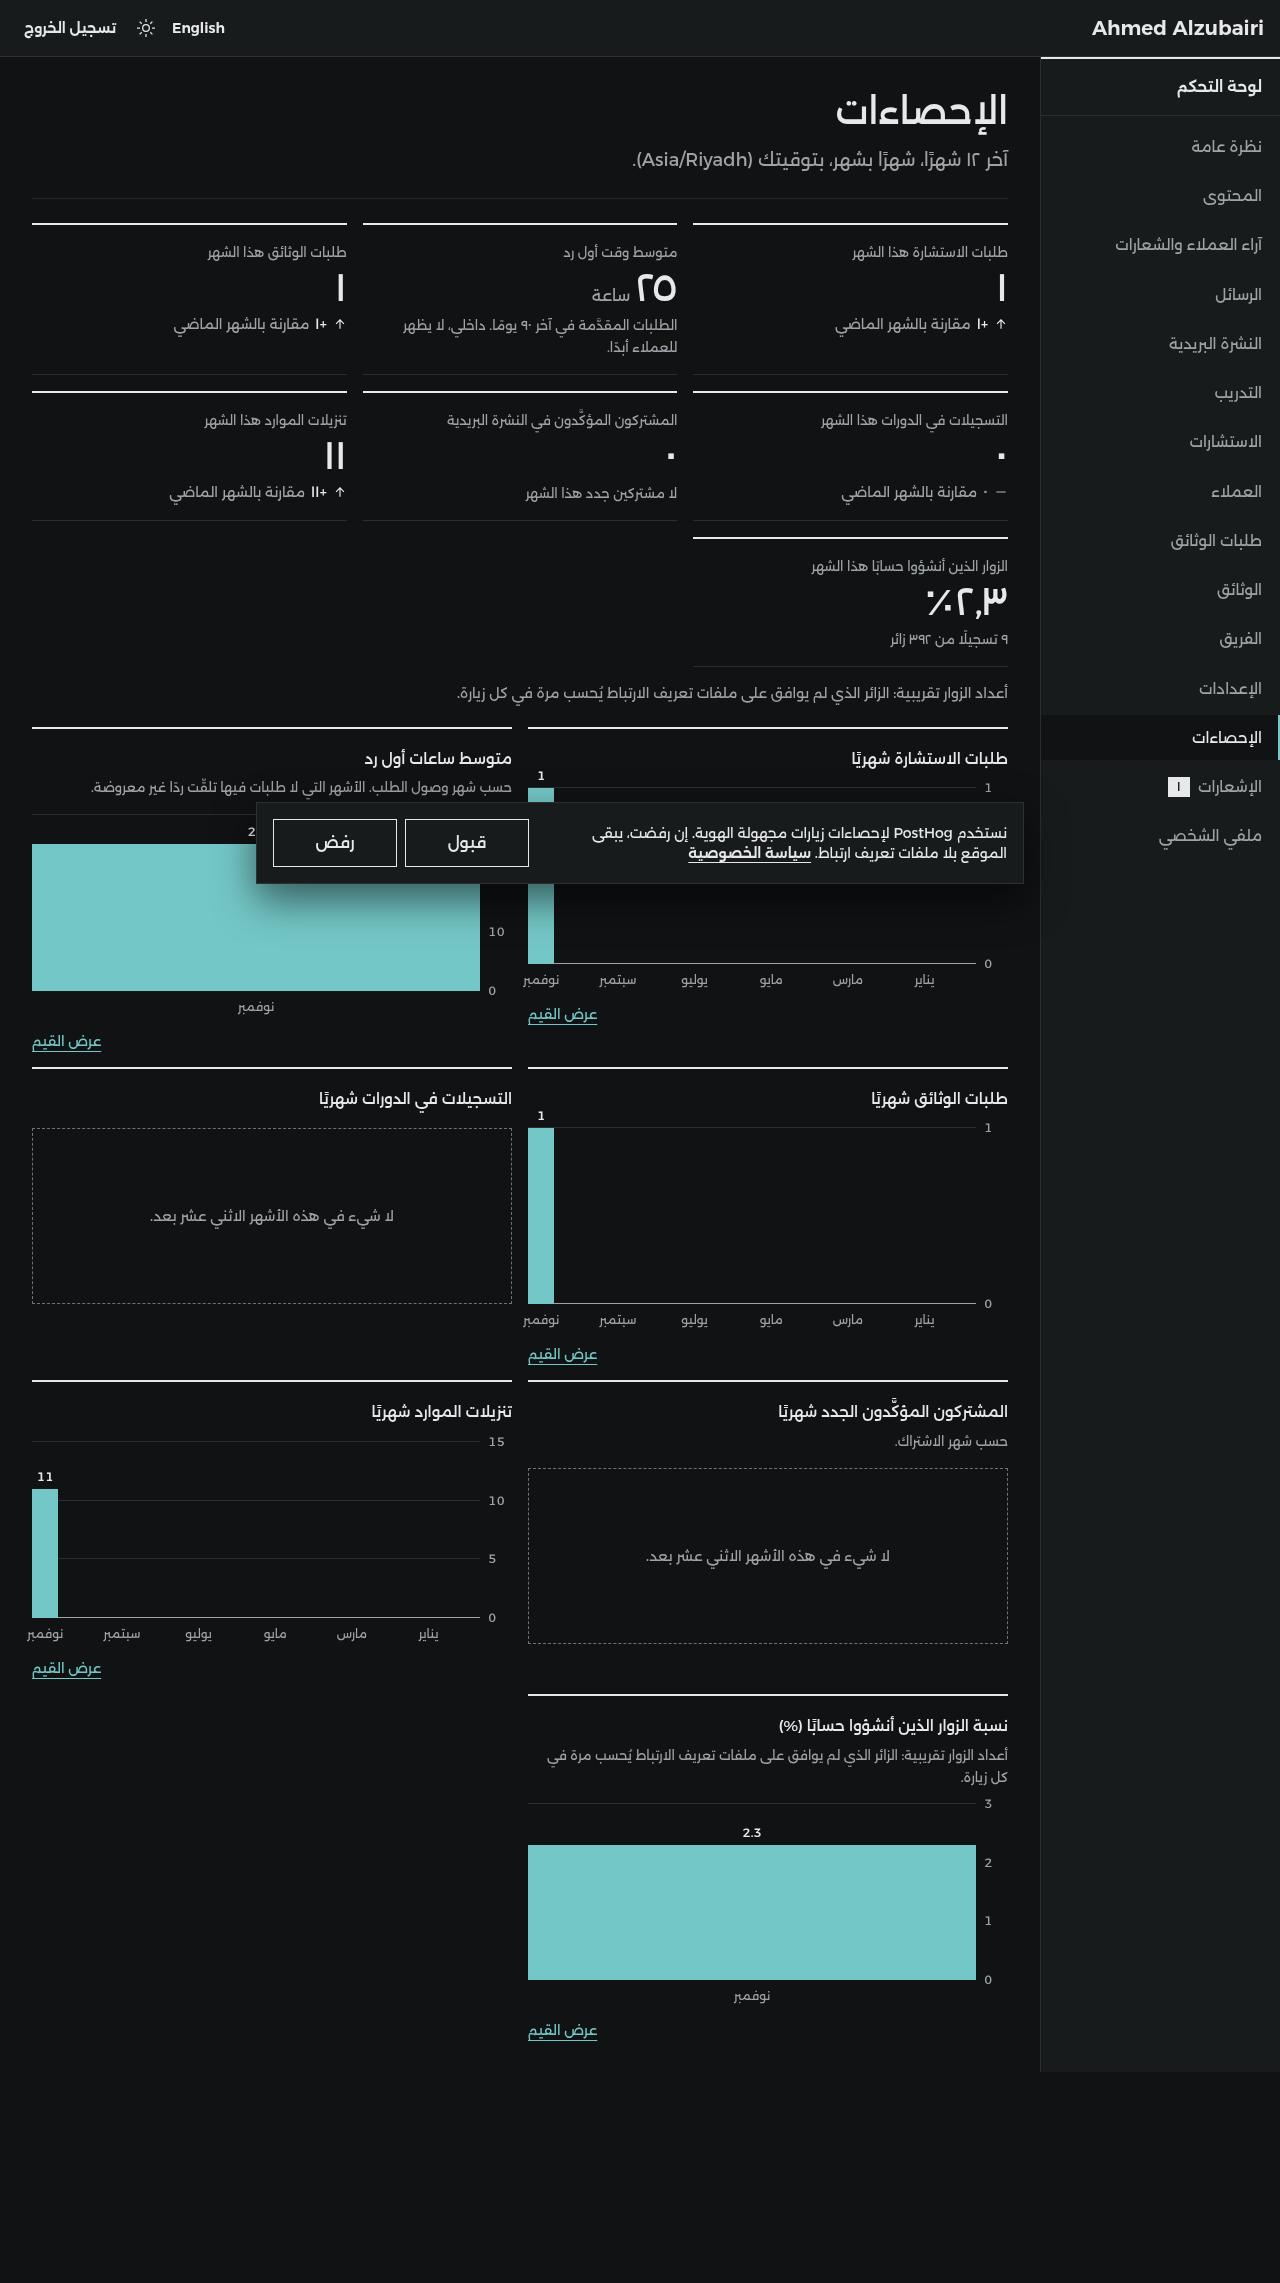 Ahmed Alzubairi
English
تسجيل الخروج
لوحة التحكم
نظرة عامة
المحتوى
آراء العملاء والشعارات
الرسائل
النشرة البريدية
التدريب
الاستشارات
العملاء
طلبات الوثائق
الوثائق
الفريق
الإعدادات
الإحصاءات
الإشعارات ١
ملفي الشخصي
الإحصاءات
آخر ١٢ شهرًا، شهرًا بشهر، بتوقيتك (Asia/Riyadh).
طلبات الاستشارة هذا الشهر
١
↑ +١ مقارنة بالشهر الماضي
متوسط وقت أول رد
٢٥ ساعة
الطلبات المقدَّمة في آخر ٩٠ يومًا. داخلي، لا يظهر
للعملاء أبدًا.
طلبات الوثائق هذا الشهر
١
↑ +١ مقارنة بالشهر الماضي
التسجيلات في الدورات هذا الشهر
٠
— ٠ مقارنة بالشهر الماضي
المشتركون المؤكَّدون في النشرة البريدية
٠
لا مشتركين جدد هذا الشهر
تنزيلات الموارد هذا الشهر
١١
↑ +١١ مقارنة بالشهر الماضي
الزوار الذين أنشؤوا حسابًا هذا الشهر
٢٫٣٪
٩ تسجيلًا من ٣٩٢ زائر
أعداد الزوار تقريبية: الزائر الذي لم يوافق على ملفات تعريف الارتباط يُحسب مرة في كل زيارة.
طلبات الاستشارة شهريًا
1
1
0
يناير
مارس
مايو
يوليو
سبتمبر
نوفمبر
عرض القيم
متوسط ساعات أول رد
حسب شهر وصول الطلب. الأشهر التي لا طلبات فيها تلقّت ردًا غير معروضة.
10
0
نوفمبر
عرض القيم
نستخدم PostHog لإحصاءات زيارات مجهولة الهوية. إن رفضت، يبقى
الموقع بلا ملفات تعريف ارتباط. سياسة الخصوصية
قبول
رفض
طلبات الوثائق شهريًا
1
1
0
يناير
مارس
مايو
يوليو
سبتمبر
نوفمبر
عرض القيم
التسجيلات في الدورات شهريًا
لا شيء في هذه الأشهر الاثني عشر بعد.
المشتركون المؤكَّدون الجدد شهريًا
حسب شهر الاشتراك.
لا شيء في هذه الأشهر الاثني عشر بعد.
تنزيلات الموارد شهريًا
15
11
10
5
0
يناير
مارس
مايو
يوليو
سبتمبر
نوفمبر
عرض القيم
نسبة الزوار الذين أنشؤوا حسابًا (%)
أعداد الزوار تقريبية: الزائر الذي لم يوافق على ملفات تعريف الارتباط يُحسب مرة في
كل زيارة.
3
2.3
2
1
0
نوفمبر
عرض القيم